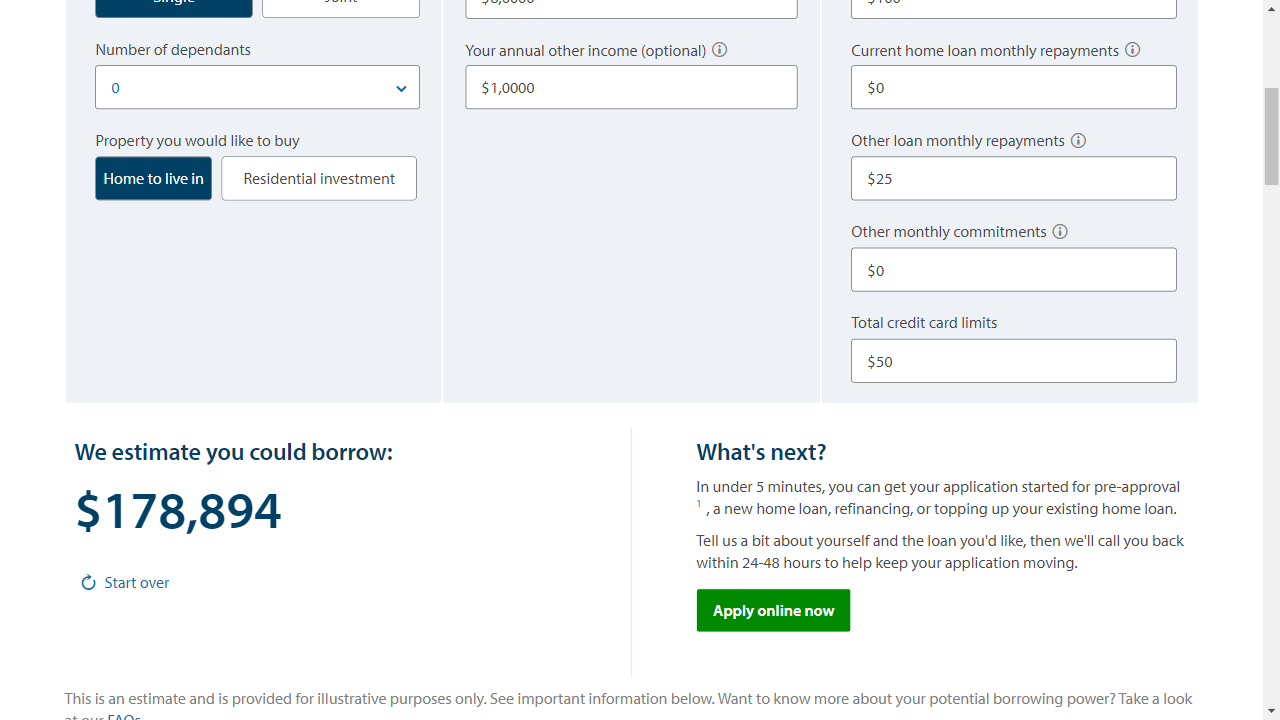 Single
Joint
Number of dependants
0
Property you would like to buy
Home to live in
Residential investment
Your annual other income (optional)
$1,0000
$100
Current home loan monthly repayments
$0
Other loan monthly repayments
$25
Other monthly commitments
$0
Total credit card limits
$50
We estimate you could borrow:
$178,894
Start over
What's next?
In under 5 minutes, you can get your application started for pre-approval
1 , a new home loan, refinancing, or topping up your existing home loan.
Tell us a bit about yourself and the loan you'd like, then we'll call you back
within 24-48 hours to help keep your application moving.
Apply online now
This is an estimate and is provided for illustrative purposes only. See important information below. Want to know more about your potential borrowing power? Take a look
at our FAQs